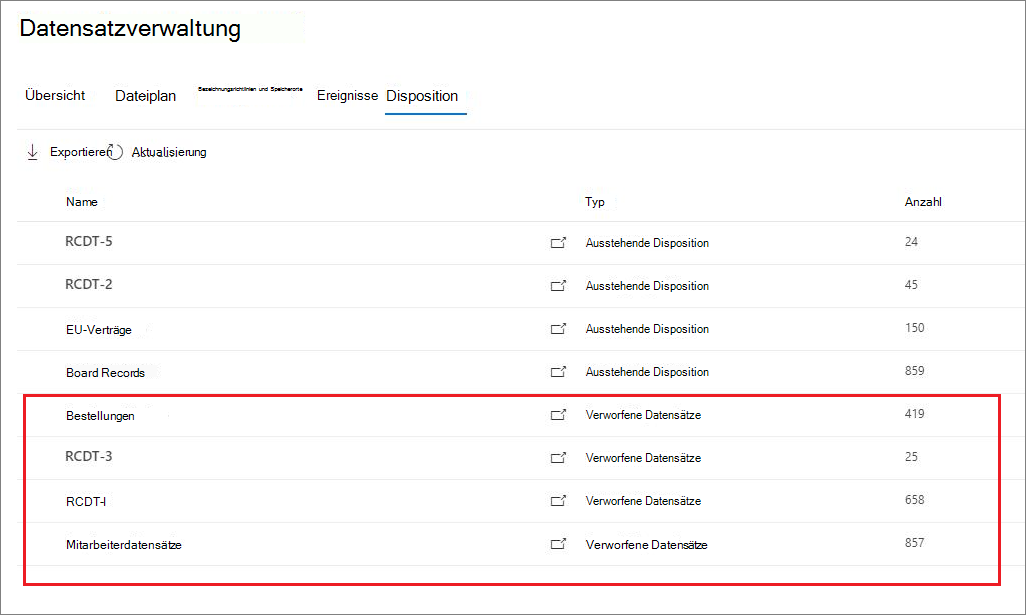 Datensatzverwaltung
Übersicht Dateiplan Bezeichnungsrichtlinien und Speicherorte Ereignisse Disposition
Exportieren Aktualisierung
Name Typ Anzahl
RCDT-5 Ausstehende Disposition 24
RCDT-2 Ausstehende Disposition 45
EU-Verträge Ausstehende Disposition 150
Board Records Ausstehende Disposition 859
Bestellungen Verworfene Datensätze 419
RCDT-3 Verworfene Datensätze 25
RCDT-I Verworfene Datensätze 658
Mitarbeiterdatensätze Verworfene Datensätze 857